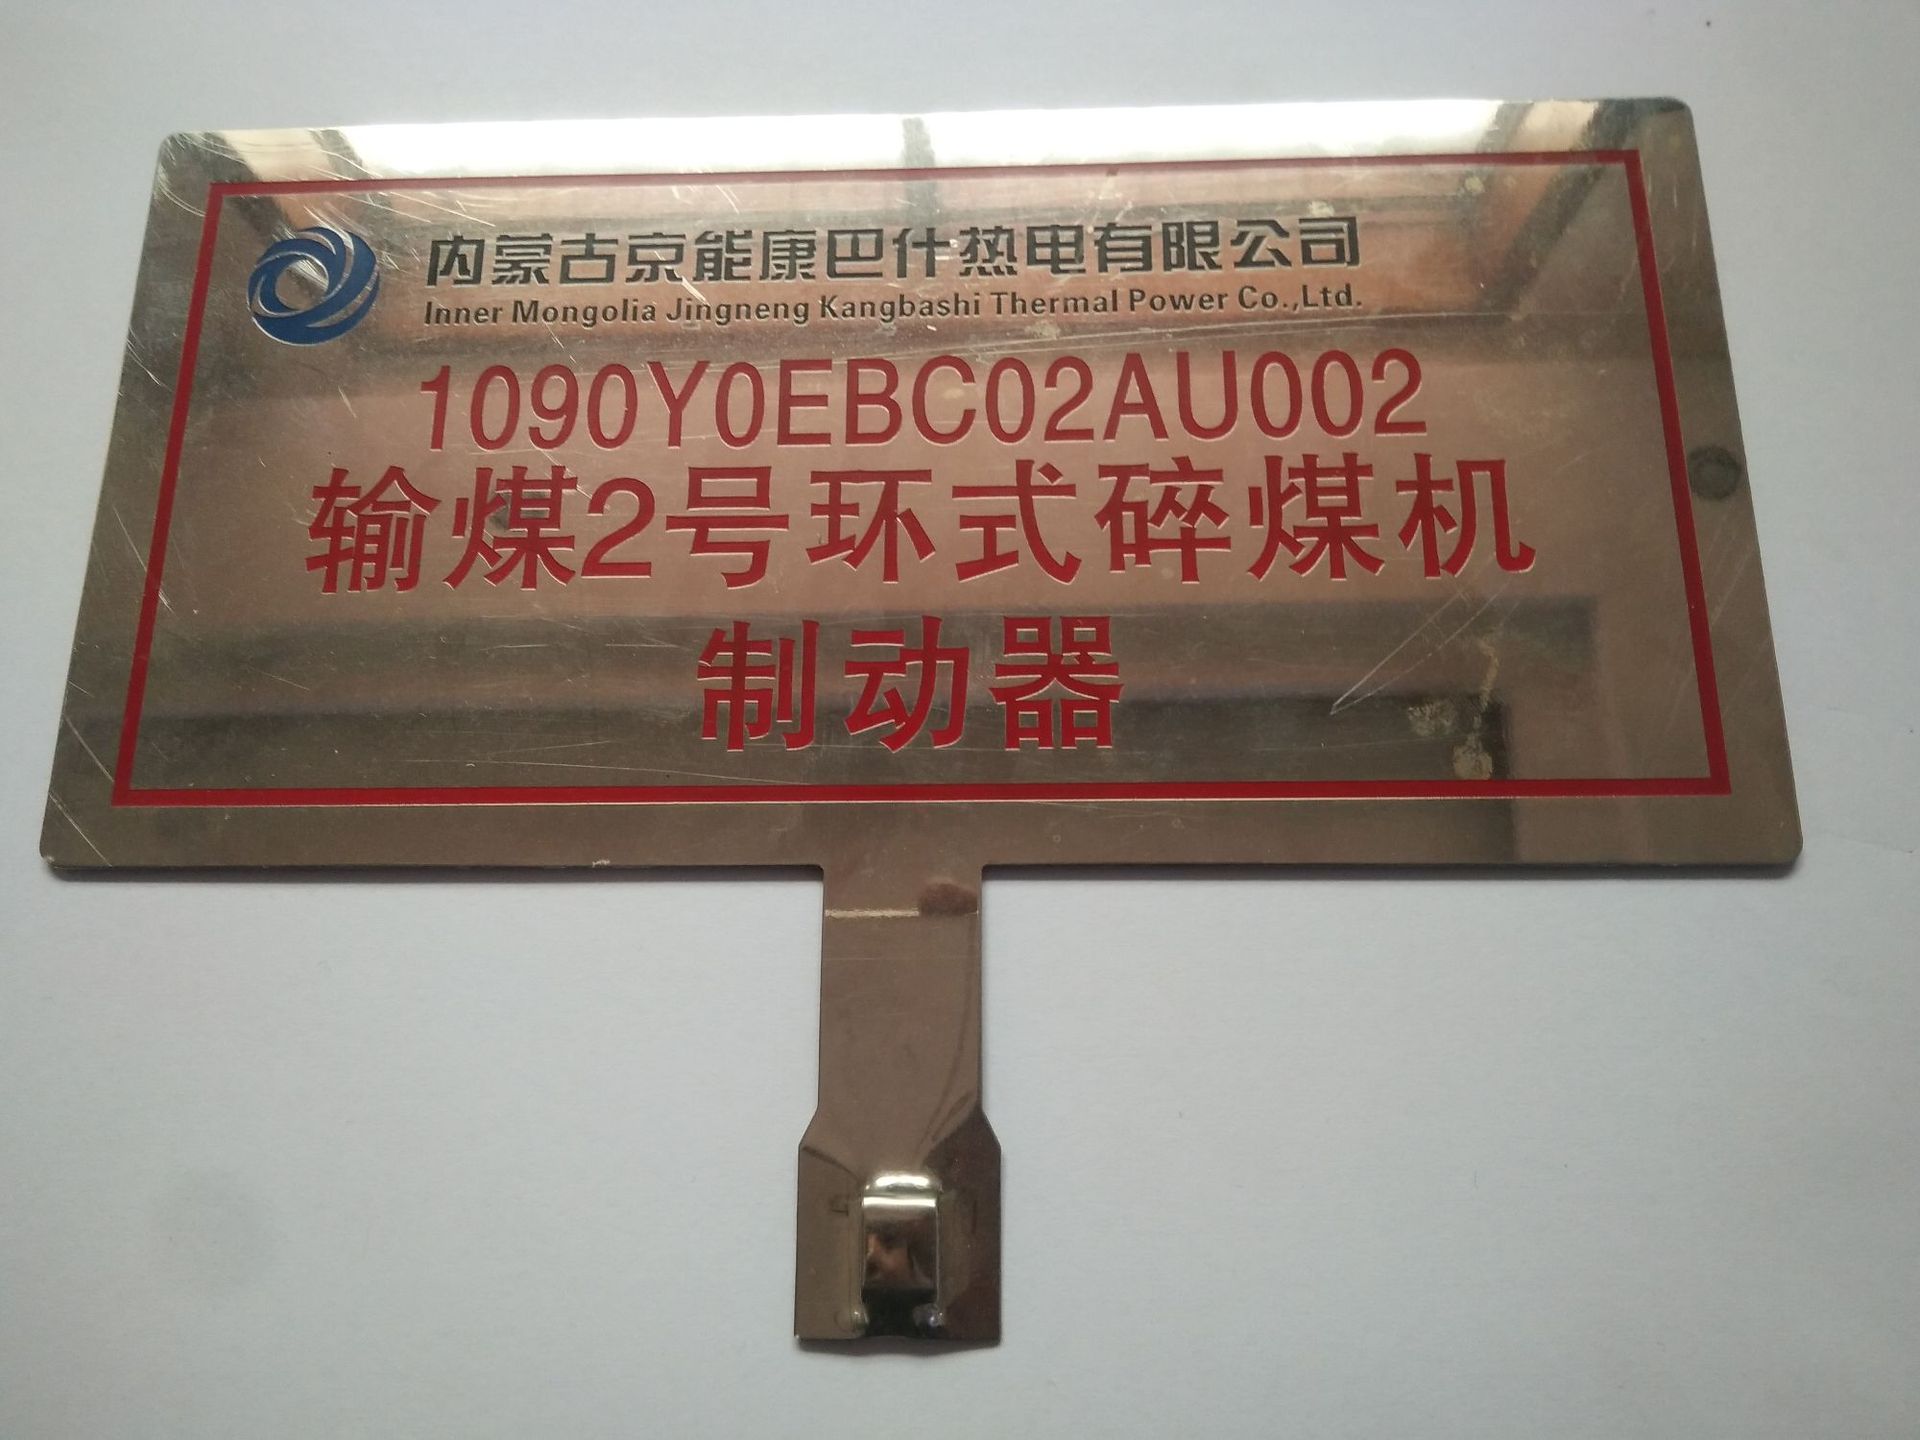 内蒙古京能康巴什热电有限公司
Inner Mongolia Jingneng Kangbashi Thermal Power Co.,Ltd.
1090Y0EBC02AU002
输煤2号环式碎煤机
制动器